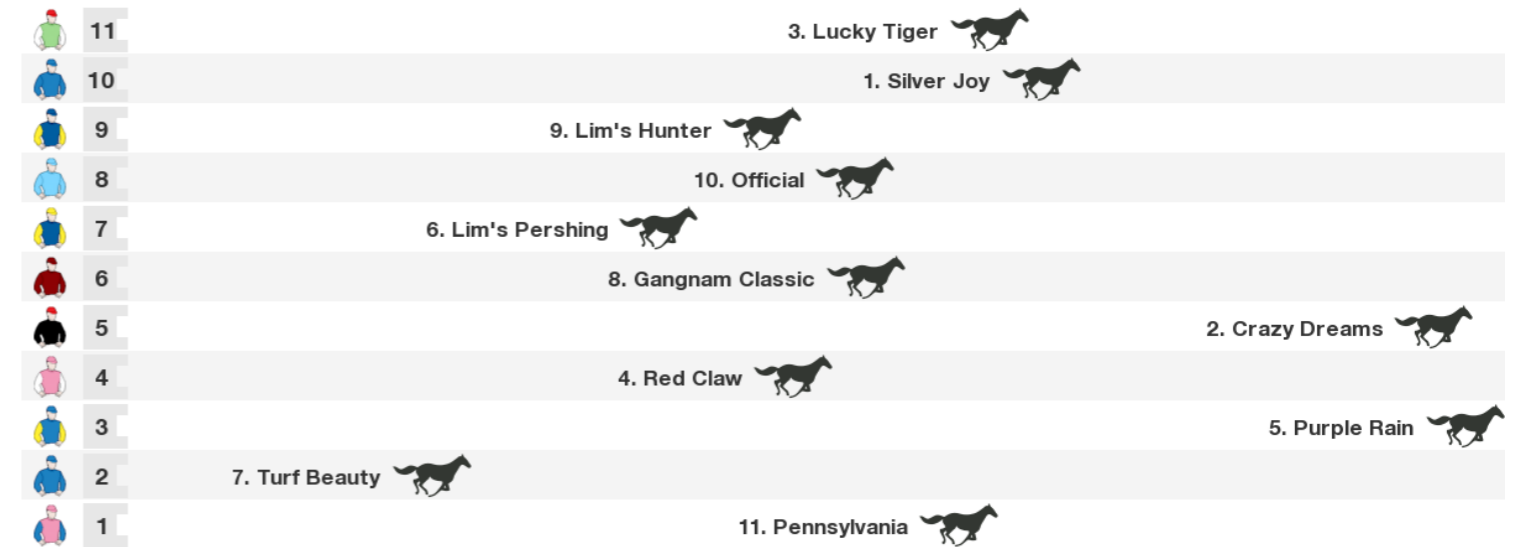 11 3. Lucky Tiger
10 1. Silver Joy
9 9. Lim's Hunter
8 10. Official
7 6. Lim's Pershing
6 8. Gangnam Classic
5 2. Crazy Dreams
4 4. Red Claw
3 5. Purple Rain
2 7. Turf Beauty
1 11. Pennsylvania